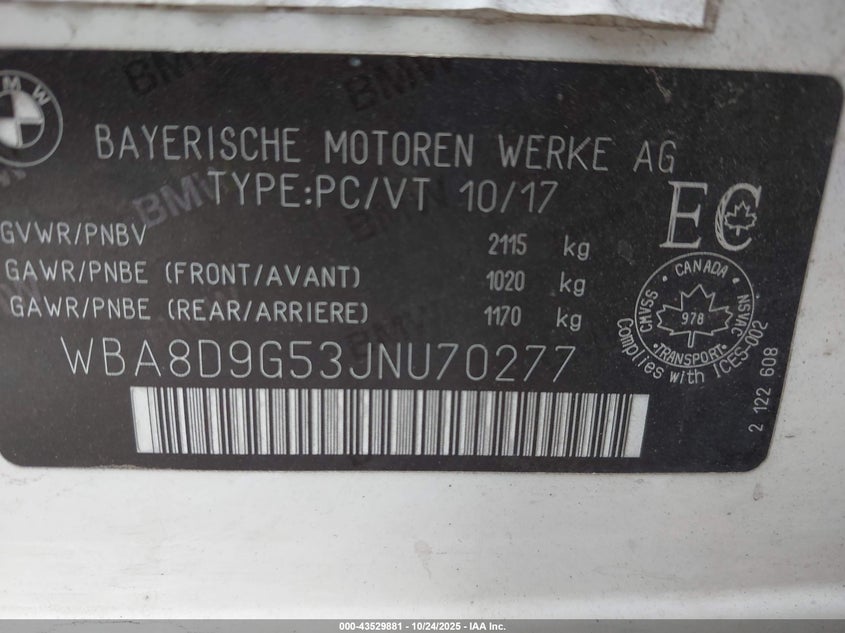 BMW
BAYERISCHE MOTOREN WERKE AG
TYPE:PC/VT 10/17
GVWR/PNBV 2115 kg
GAWR/PNBE (FRONT/AVANT) 1020 kg
GAWR/PNBE (REAR/ARRIERE) 1170 kg
WBA8D9G53JNU70277
EC
CANADA
CMVSS 978 NSVAC
TRANSPORT
Complies with ICES-002
2 122 608
000-43529881 - 10/24/2025 - IAA Inc.